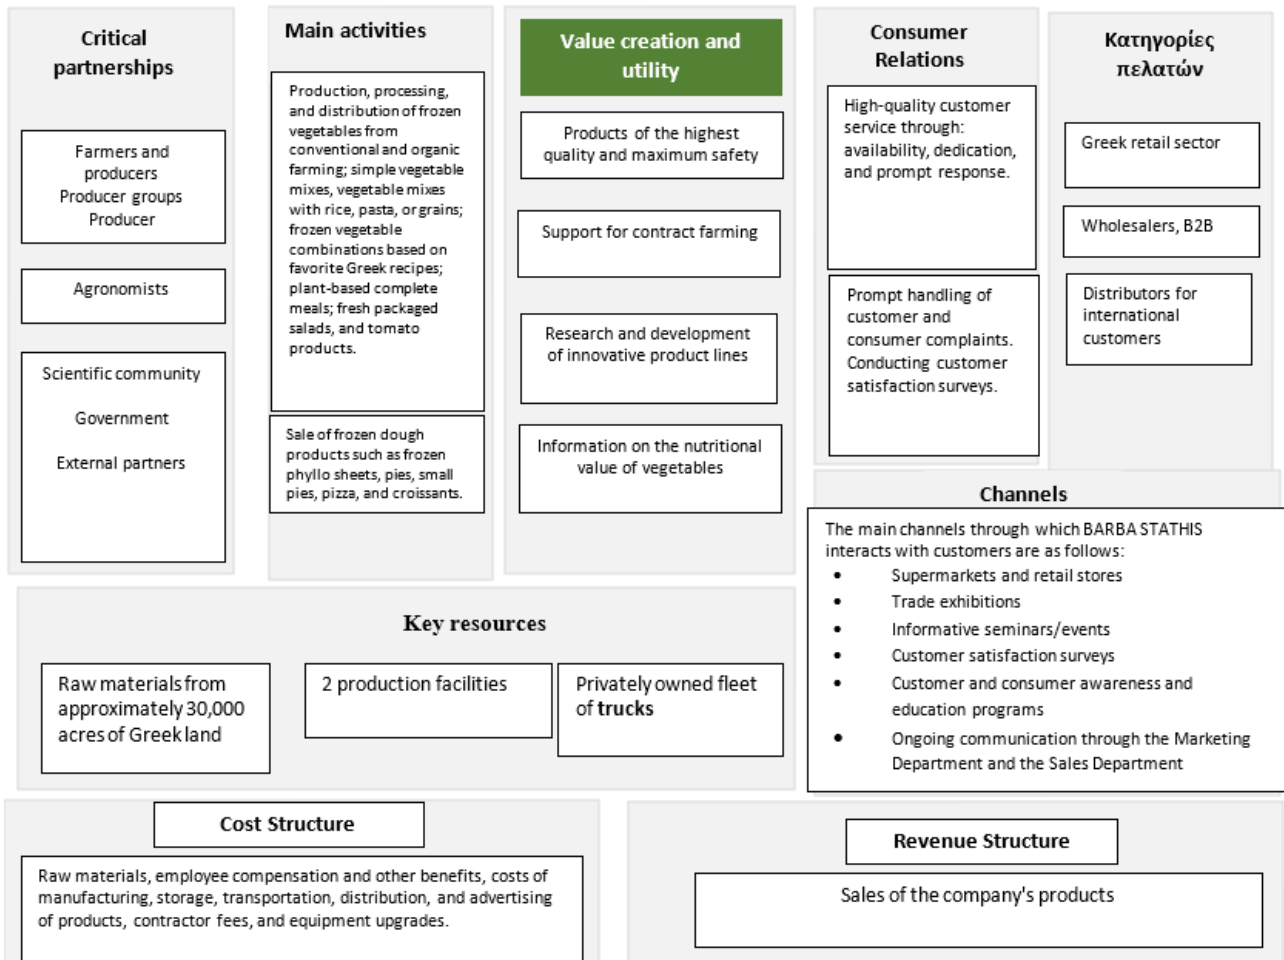 Critical
partnerships
Farmers and
producers
Producer groups
Producer
Agronomists
Scientific community
Government
External partners
Main activities
Production, processing,
and distribution of frozen
vegetables from
conventional and organic
farming; simple vegetable
mixes, vegetable mixes
with rice, pasta, or grains;
frozen vegetable
combinations based on
favorite Greek recipes;
plant-based complete
meals; fresh packaged
salads, and tomato
products.
Sale of frozen dough
products such as frozen
phyllo sheets, pies, small
pies, pizza, and croissants.
Value creation and
utility
Products of the highest
quality and maximum safety
Support for contract farming
Research and development
of innovative product lines
Information on the nutritional
value of vegetables
Consumer
Relations
High-quality customer
service through:
availability, dedication,
and prompt response.
Prompt handling of
customer and
consumer complaints.
Conducting customer
satisfaction surveys.
Κατηγορίες
πελατών
Greek retail sector
Wholesalers, B2B
Distributors for
international
customers
Channels
The main channels through which BARBA STATHIS
interacts with customers are as follows:
• Supermarkets and retail stores
• Trade exhibitions
• Informative seminars/events
• Customer satisfaction surveys
• Customer and consumer awareness and
education programs
• Ongoing communication through the Marketing
Department and the Sales Department
Key resources
Raw materials from
approximately 30,000
acres of Greek land
2 production facilities
Privately owned fleet
of trucks
Cost Structure
Raw materials, employee compensation and other benefits, costs of
manufacturing, storage, transportation, distribution, and advertising
of products, contractor fees, and equipment upgrades.
Revenue Structure
Sales of the company's products